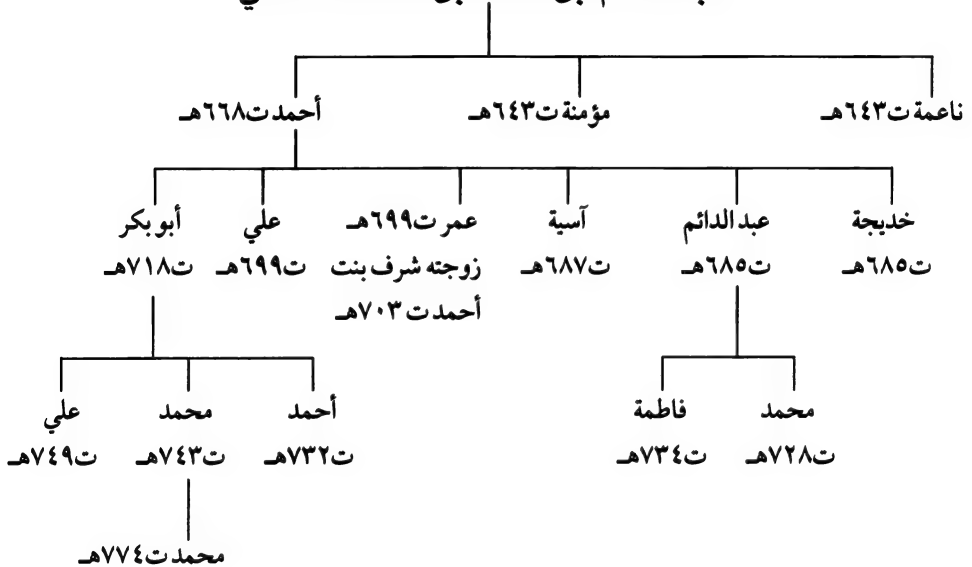 ناعمة ت٦٤٣هـ مؤمنة ت٦٤٣هـ أحمد ت٦٦٨هـ
خديجة عبد الدائم آسية عمر ت٦٩٩هـ علي أبو بكر
ت٦٨٥هـ ت٦٨٥هـ ت٦٨٧هـ زوجته شرف بنت ت٦٩٩هـ ت٧١٨هـ
أحمد ت٧٠٣هـ
محمد فاطمة أحمد محمد علي
ت٧٢٨هـ ت٧٣٤هـ ت٧٣٢هـ ت٧٤٣هـ ت٧٤٩هـ
محمد ت٧٧٤هـ